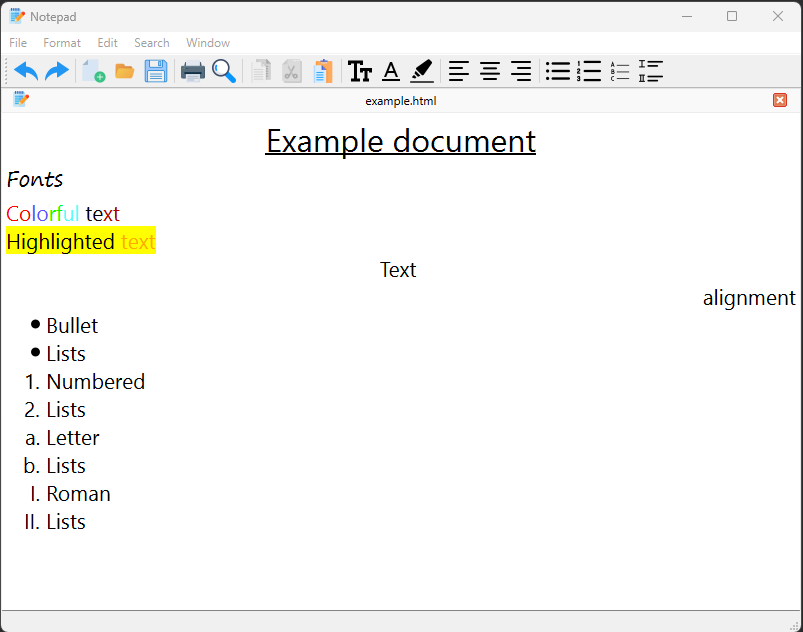 Notepad
File Format Edit Search Window
example.html
Example document
Fonts
Colorful text
Highlighted text
Text
alignment
• Bullet
• Lists
1. Numbered
2. Lists
a. Letter
b. Lists
I. Roman
II. Lists